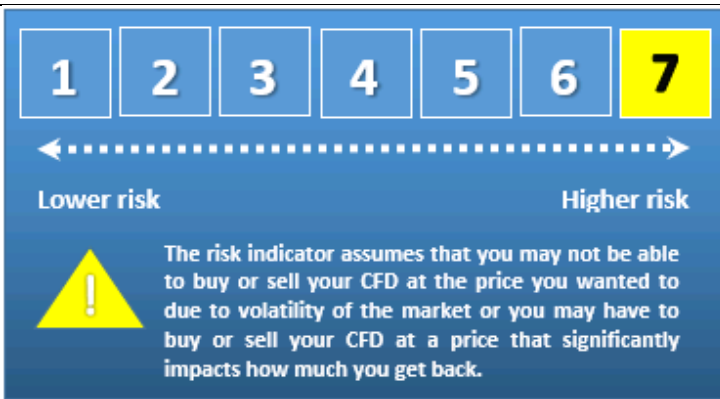 1 2 3 4 5 6 7
Lower risk Higher risk
!
The risk indicator assumes that you may not be able
to buy or sell your CFD at the price you wanted to
due to volatility of the market or you may have to
buy or sell your CFD at a price that significantly
impacts how much you get back.